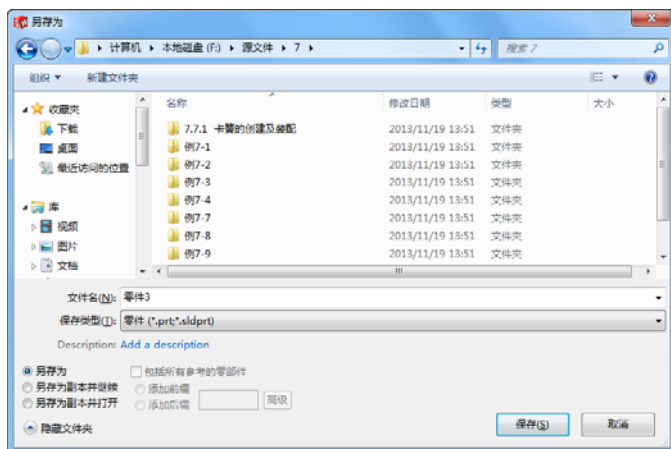 另存为
计算机 本地磁盘 (F:) 源文件 7 搜索 7
组织 新建文件夹
收藏夹
下载
桌面
最近访问的位置
库
视频
图片
文档
名称 修改日期 类型 大小
7.7.1 卡簧的创建及装配 2013/11/19 13:51 文件夹
例7-1 2013/11/19 13:51 文件夹
例7-2 2013/11/19 13:51 文件夹
例7-3 2013/11/19 13:51 文件夹
例7-4 2013/11/19 13:51 文件夹
例7-7 2013/11/19 13:51 文件夹
例7-8 2013/11/19 13:51 文件夹
例7-9 2013/11/19 13:51 文件夹
文件名(N): 零件3
保存类型(T): 零件 (*.prt;*.sldprt)
Description: Add a description
另存为 包括所有参考的零部件
另存为副本并继续 添加前缀
另存为副本并打开 添加后缀 高级
隐藏文件夹 保存(S) 取消